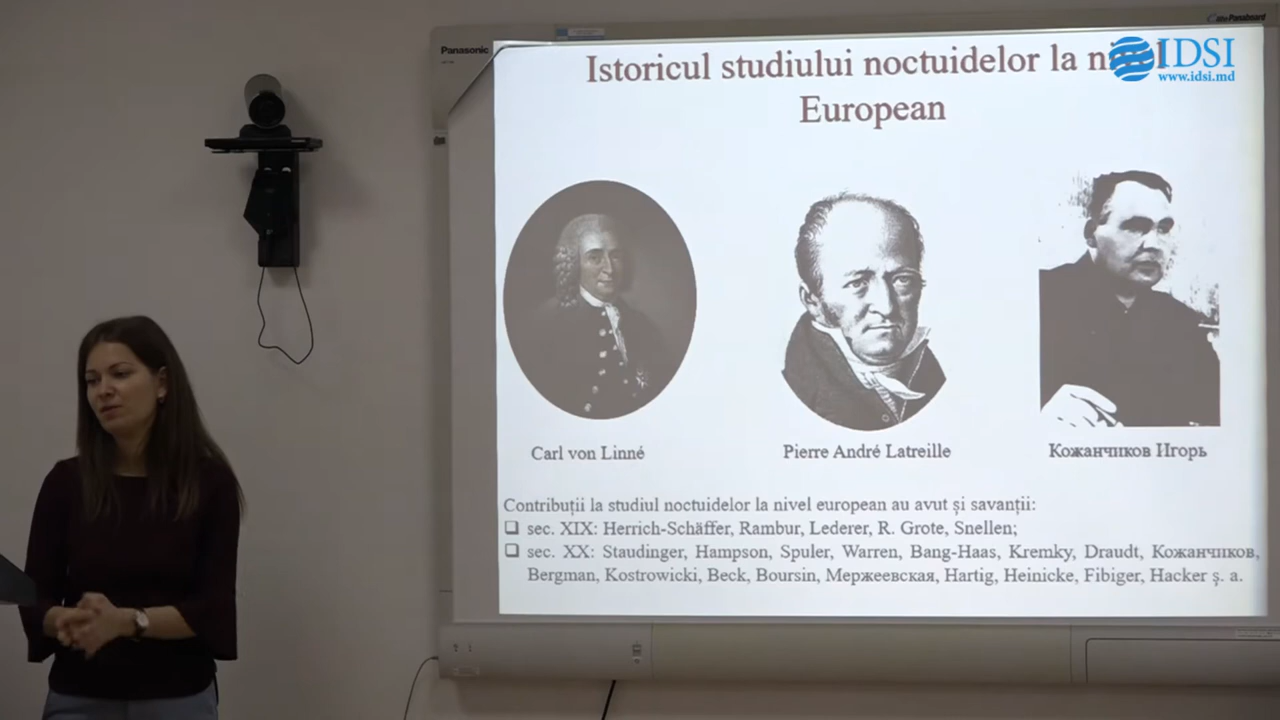 Panasonic
Istoricul studiului noctuidelor la
European
IDSI
www.idsi.md
Carl von Linné
Pierre André Latreille
Кожанчиков Игорь
Contribuții la studiul noctuidelor la nivel european au avut și savanții:
❑ sec. XIX: Herrich-Schäffer, Rambur, Lederer, R. Grote, Snellen;
❑ sec. XX: Staudinger, Hampson, Spuler, Warren, Bang-Haas, Kremky, Draudt, Кожанчиков,
Bergman, Kostrowicki, Beck, Boursin, Мержеевская, Hartig, Heinicke, Fibiger, Hacker ș. a.